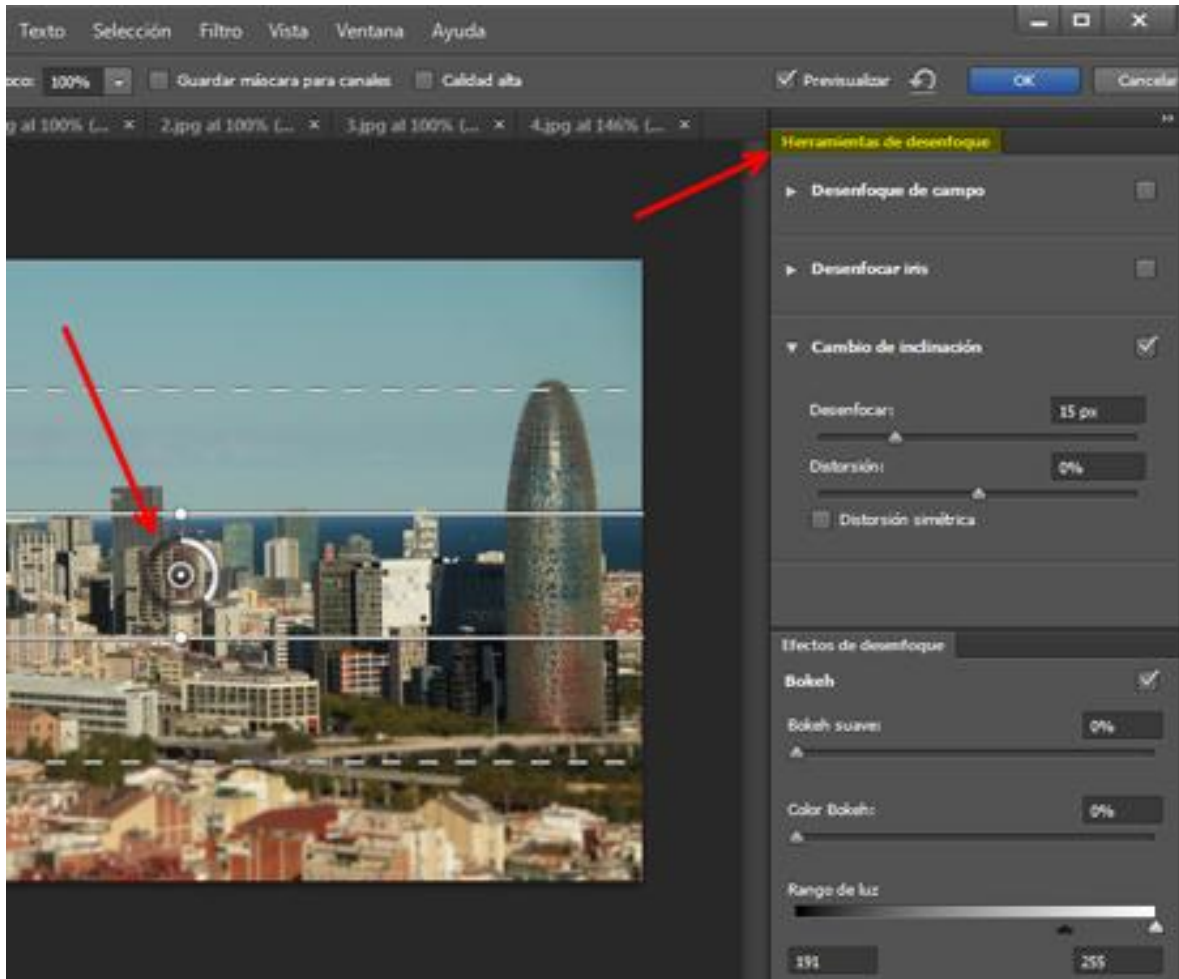 Texto Selección Filtro Vista Ventana Ayuda
oco: 100% Guardar máscara para canales Calidad alta Previsualizar OK Cancelar
g al 100% (... × 2.jpg al 100% (... × 3.jpg al 100% (... × 4.jpg al 146% (... ×
Herramientas de desenfoque
Desenfoque de campo
Desenfocar iris
Cambio de inclinación
Desenfocar: 15 px
Distorsión: 0%
Distorsión simétrica
Efectos de desenfoque
Bokeh
Bokeh suave: 0%
Color Bokeh: 0%
Rango de luz
191 255